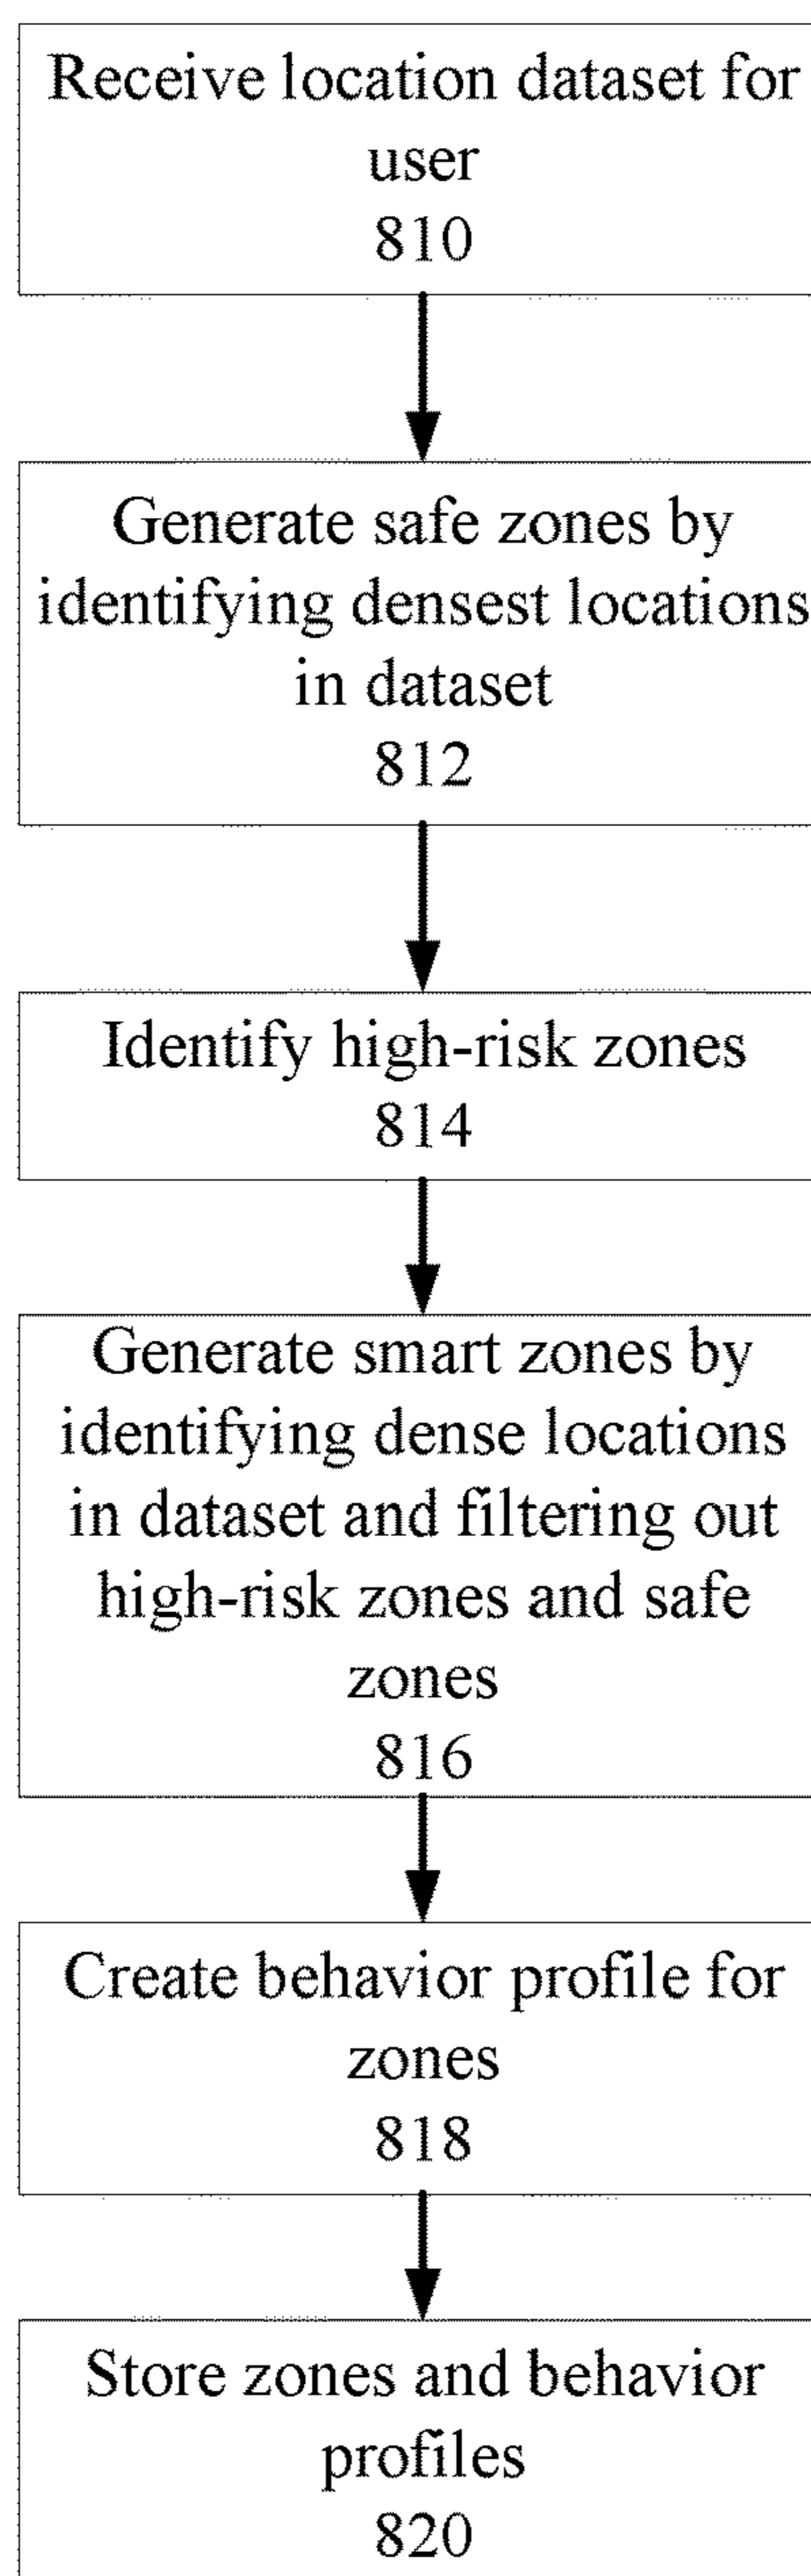 Receive location dataset for
user
810
Generate safe zones by
identifying densest locations
in dataset
812
Identify high-risk zones
814
Generate smart zones by
identifying dense locations
in dataset and filtering out
high-risk zones and safe
zones
816
Create behavior profile for
zones
818
Store zones and behavior
profiles
820